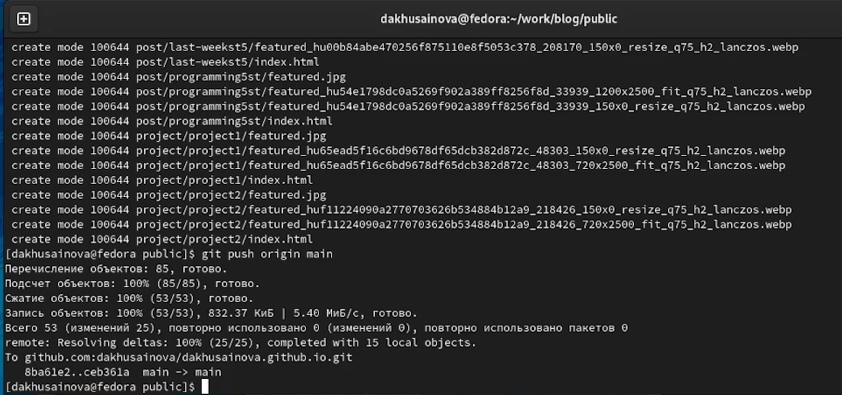 dakhusainova@fedora:~/work/blog/public
create mode 100644 post/last-weekst5/featured_hu00b84abe470256f875110e8f5053c378_208170_150x0_resize_q75_h2_lanczos.webp
create mode 100644 post/last-weekst5/index.html
create mode 100644 post/programming5st/featured.jpg
create mode 100644 post/programming5st/featured_hu54e1798dc0a5269f902a389ff8256f8d_33939_1200x2500_fit_q75_h2_lanczos.webp
create mode 100644 post/programming5st/featured_hu54e1798dc0a5269f902a389ff8256f8d_33939_150x0_resize_q75_h2_lanczos.webp
create mode 100644 post/programming5st/index.html
create mode 100644 project/project1/featured.jpg
create mode 100644 project/project1/featured_hu65ead5f16c6bd9678df65dcb382d872c_48303_150x0_resize_q75_h2_lanczos.webp
create mode 100644 project/project1/featured_hu65ead5f16c6bd9678df65dcb382d872c_48303_720x2500_fit_q75_h2_lanczos.webp
create mode 100644 project/project1/index.html
create mode 100644 project/project2/featured.jpg
create mode 100644 project/project2/featured_huf11224090a2770703626b534884b12a9_218426_150x0_resize_q75_h2_lanczos.webp
create mode 100644 project/project2/featured_huf11224090a2770703626b534884b12a9_218426_720x2500_fit_q75_h2_lanczos.webp
create mode 100644 project/project2/index.html
[dakhusainova@fedora public]$ git push origin main
Перечисление объектов: 85, готово.
Подсчет объектов: 100% (85/85), готово.
Сжатие объектов: 100% (53/53), готово.
Запись объектов: 100% (53/53), 832.37 КиБ | 5.40 МиБ/с, готово.
Всего 53 (изменений 25), повторно использовано 0 (изменений 0), повторно использовано пакетов 0
remote: Resolving deltas: 100% (25/25), completed with 15 local objects.
To github.com:dakhusainova/dakhusainova.github.io.git
8ba61e2..ceb361a  main -> main
[dakhusainova@fedora public]$